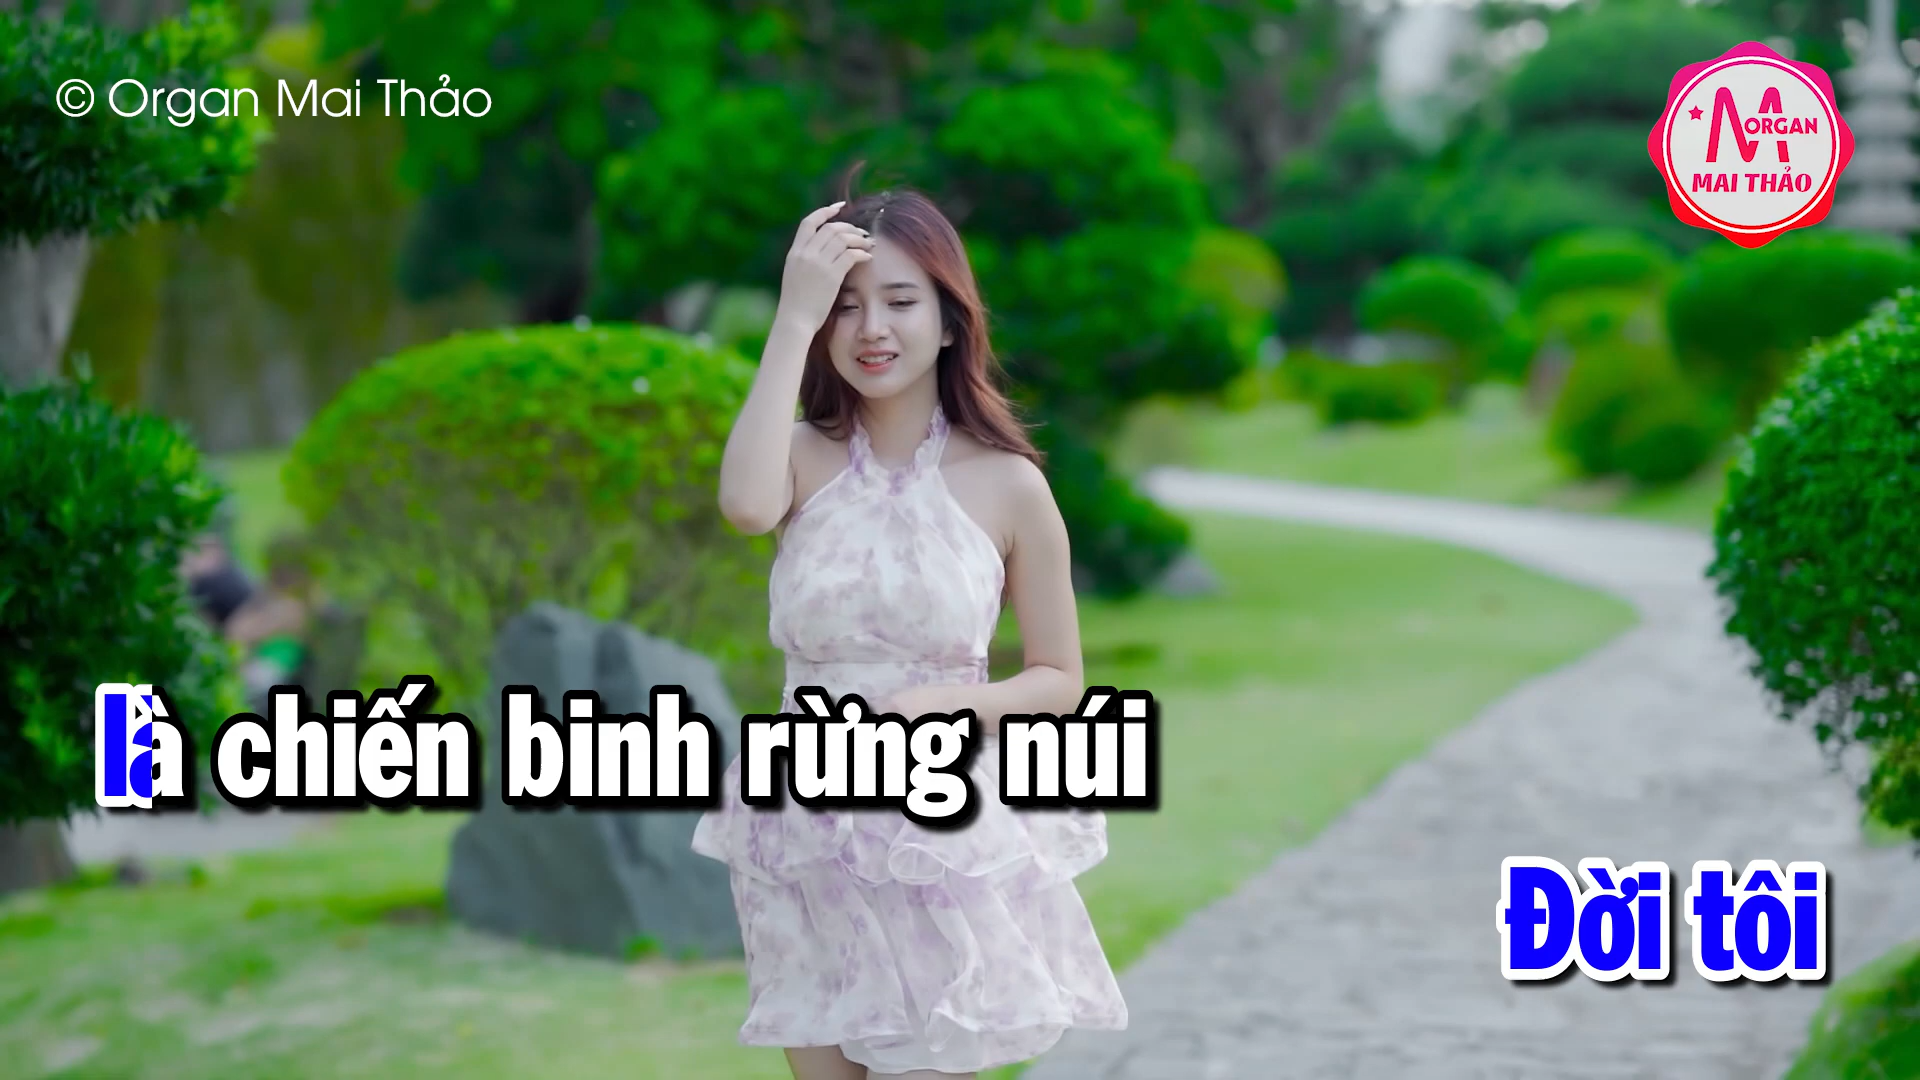 © Organ Mai Thảo
M ORGAN
MAI THẢO
là chiến binh rừng núi
Đời tôi